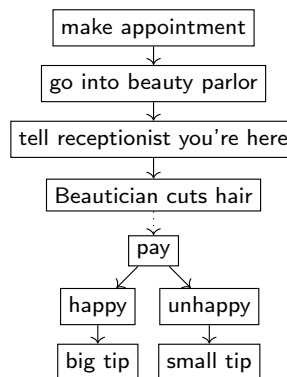 make appointment
go into beauty parlor
tell receptionist you're here
Beautician cuts hair
pay
happy
unhappy
big tip
small tip